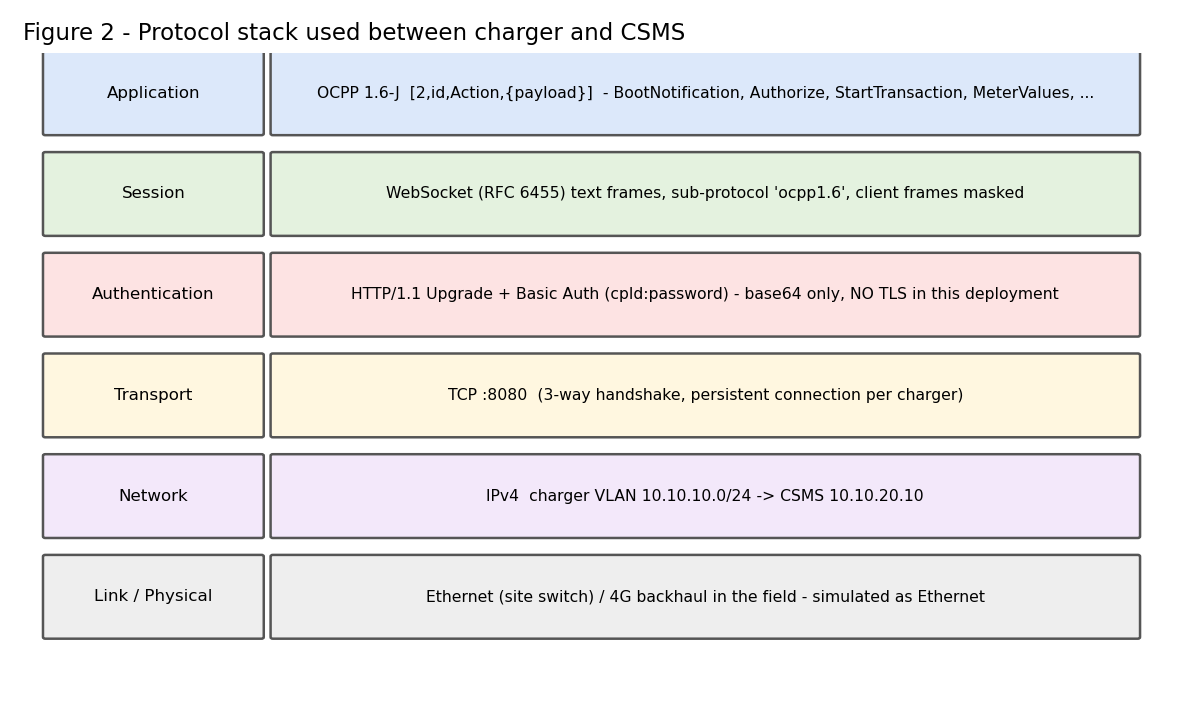 Figure 2 - Protocol stack used between charger and CSMS
Application
OCPP 1.6-J  [2,id,Action,{payload}]  - BootNotification, Authorize, StartTransaction, MeterValues, ...
Session
WebSocket (RFC 6455) text frames, sub-protocol 'ocpp1.6', client frames masked
Authentication
HTTP/1.1 Upgrade + Basic Auth (cpId:password) - base64 only, NO TLS in this deployment
Transport
TCP :8080  (3-way handshake, persistent connection per charger)
Network
IPv4  charger VLAN 10.10.10.0/24 -> CSMS 10.10.20.10
Link / Physical
Ethernet (site switch) / 4G backhaul in the field - simulated as Ethernet